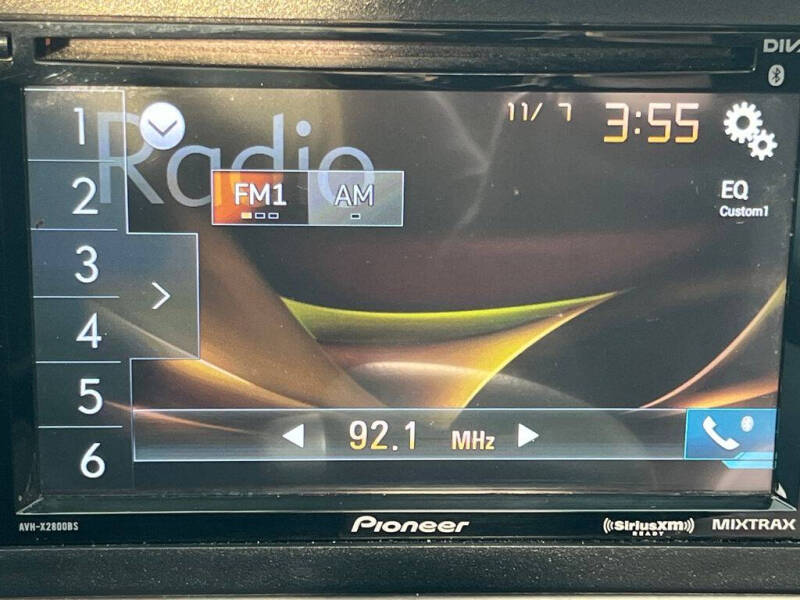 DIV
Radio
11/ 7
3:55
1
2
3
4
5
6
FM1
AM
EQ
Custom1
92.1 MHz
AVH-X2800BS
Pioneer
((SiriusXM))
READY
MIXTRAX